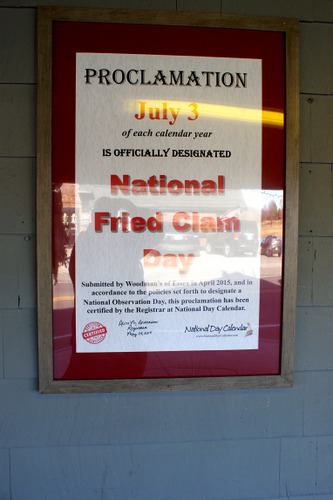 PROCLAMATION
July 3
of each calendar year
IS OFFICIALLY DESIGNATED
National
Fried Clam
Day
Submitted by Woodman's of Essex in April 2015, and in
accordance to the policies set forth to designate a
National Observation Day, this proclamation has been
certified by the Registrar at National Day Calendar.
CERTIFIED
Registrar
National Day Calendar